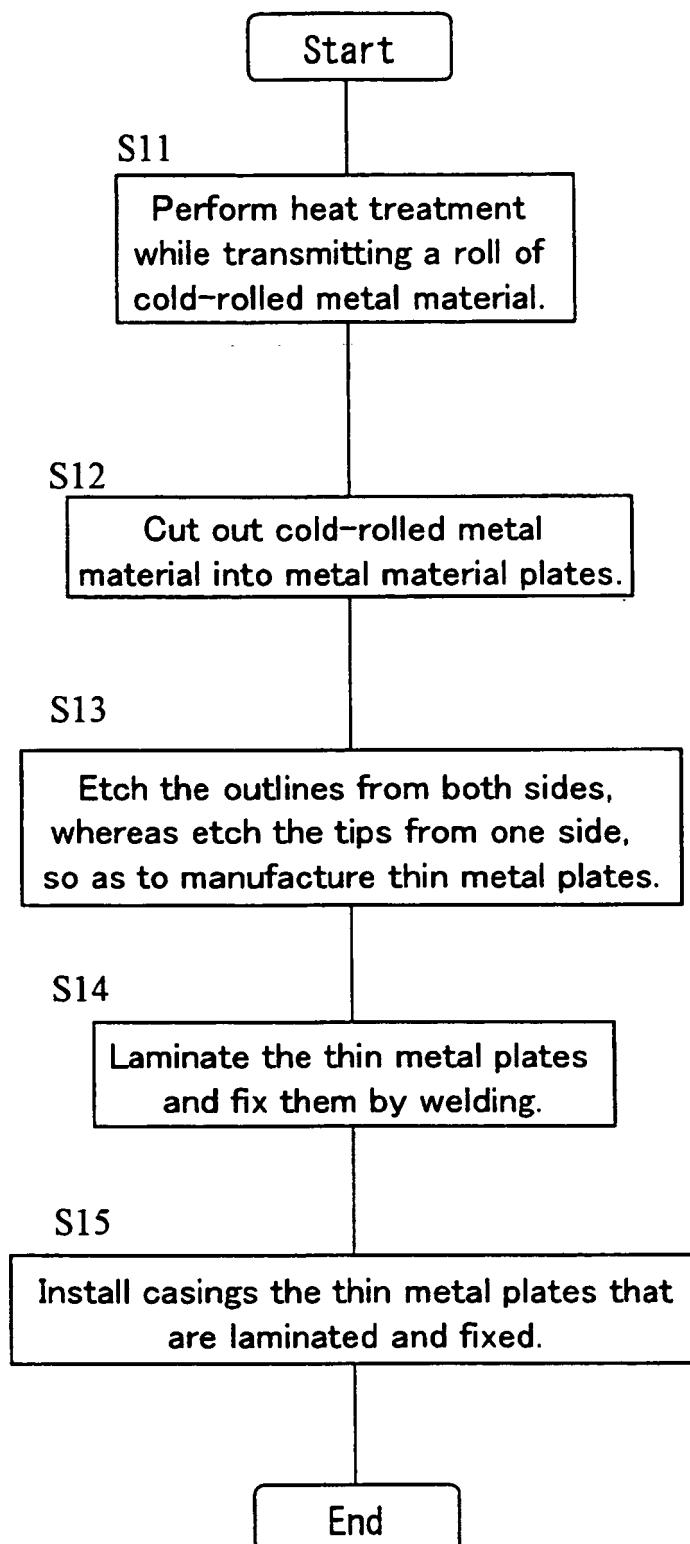 Start
S11
Perform heat treatment
while transmitting a roll of
cold-rolled metal material.
S12
Cut out cold-rolled metal
material into metal material plates.
S13
Etch the outlines from both sides,
whereas etch the tips from one side,
so as to manufacture thin metal plates.
S14
Laminate the thin metal plates
and fix them by welding.
S15
Install casings the thin metal plates that
are laminated and fixed.
End